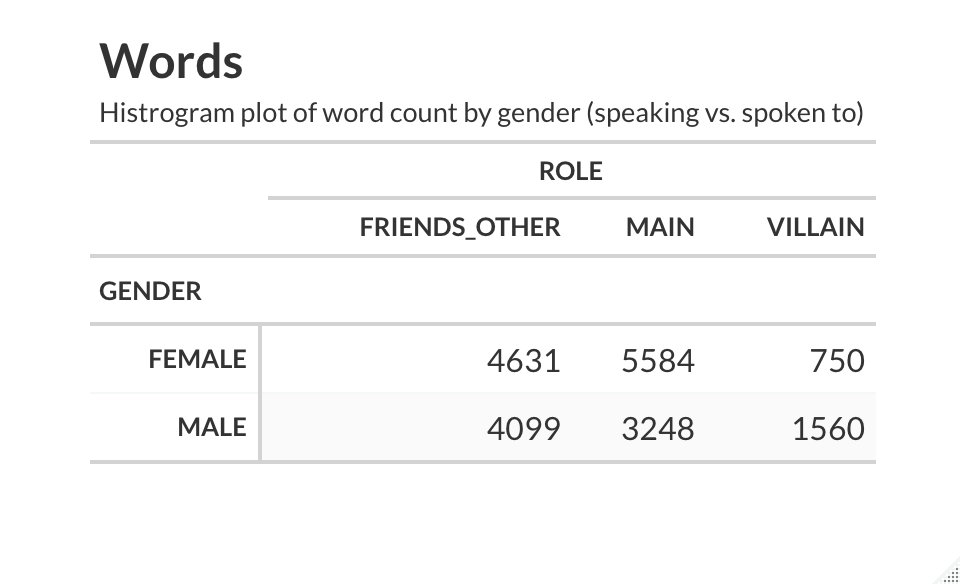 Words
Histrogram plot of word count by gender (speaking vs. spoken to)
ROLE
FRIENDS_OTHER MAIN VILLAIN
GENDER
FEMALE 4631 5584 750
MALE 4099 3248 1560